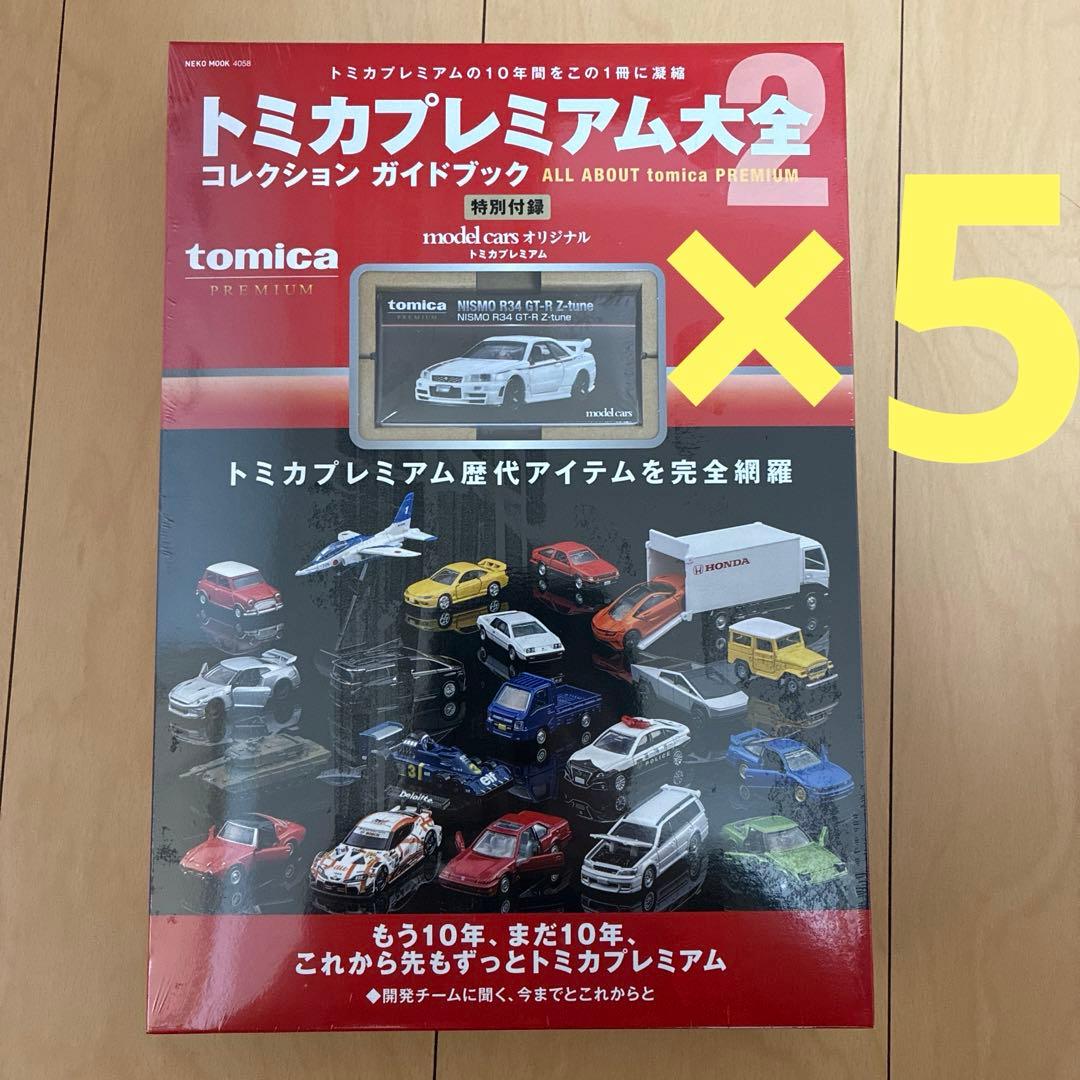 NEKO MOOK 4058
トミカプレミアムの10年間をこの1冊に凝縮
トミカプレミアム大全
2
コレクション ガイドブック ALL ABOUT tomica PREMIUM
特別付録
model cars オリジナル
トミカプレミアム
tomica
PREMIUM
tomica
PREMIUM
NISMO R34 GT-R Z-tune
NISMO R34 GT-R Z-tune
model cars
×5
トミカプレミアム歴代アイテムを完全網羅
HONDA
POLICE
31
elf
Deloitte.
もう10年、まだ10年、
これから先もずっとトミカプレミアム
◆開発チームに聞く、今までとこれからと